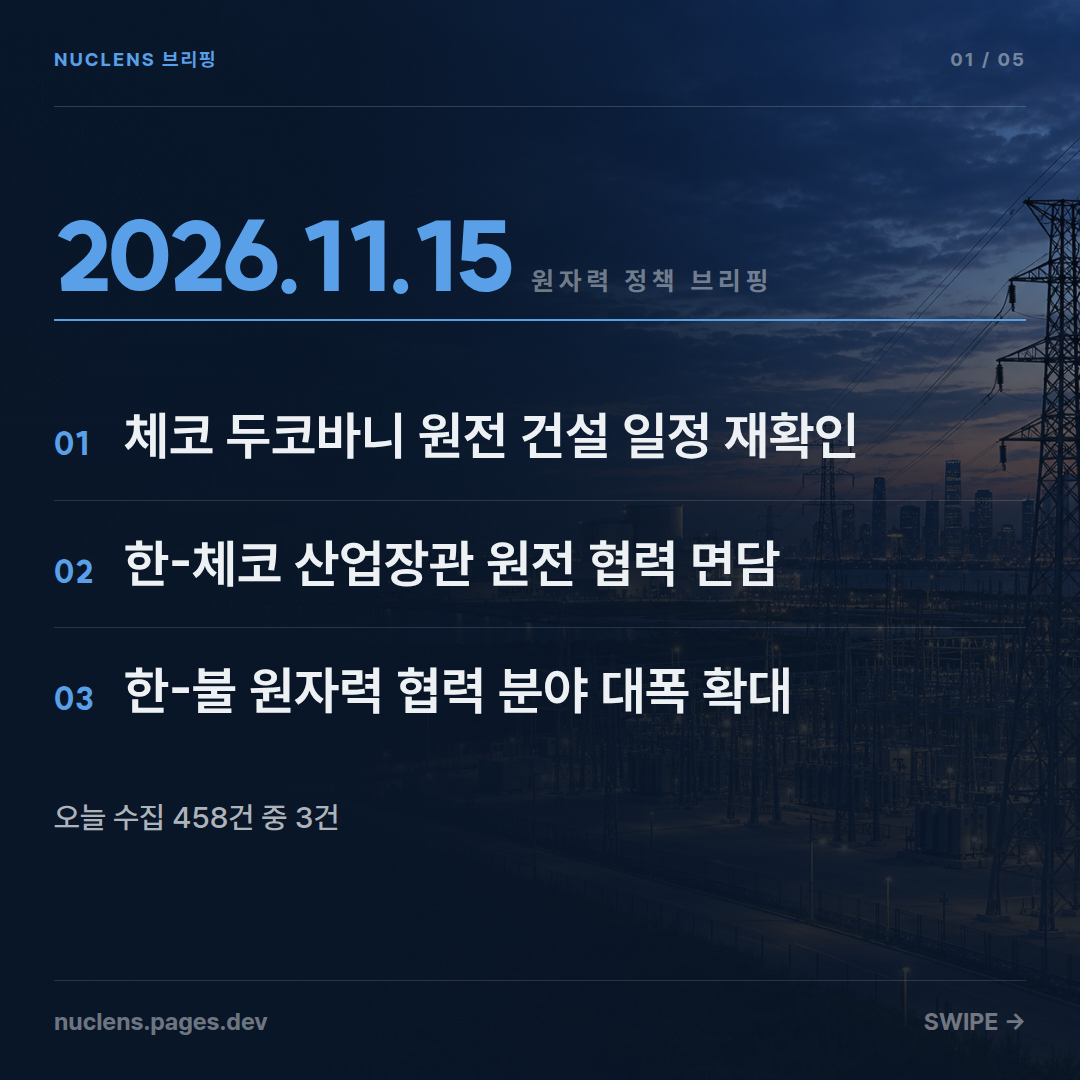 NUCLENS 브리핑
01 / 05
2026.11.15 원자력 정책 브리핑
01 체코 두코바니 원전 건설 일정 재확인
02 한-체코 산업장관 원전 협력 면담
03 한-불 원자력 협력 분야 대폭 확대
오늘 수집 458건 중 3건
nuclens.pages.dev
SWIPE →